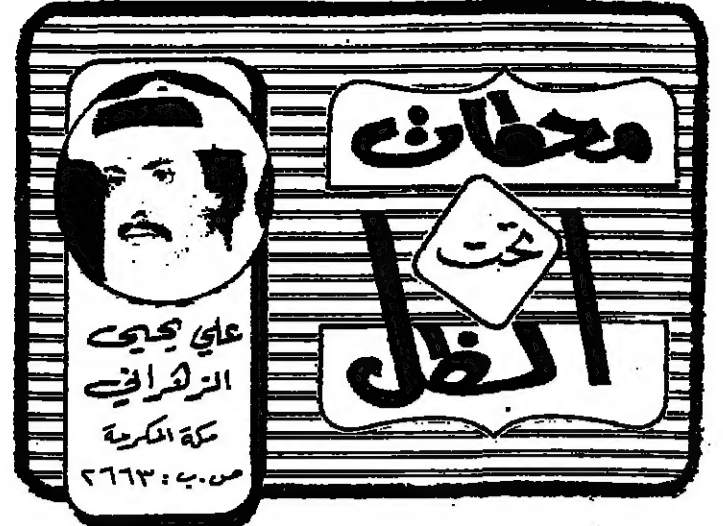 محطات
تحت
الظل
علي يحيى
الزهراني
مكة المكرمة
ص.ب: ٢٦٦٣